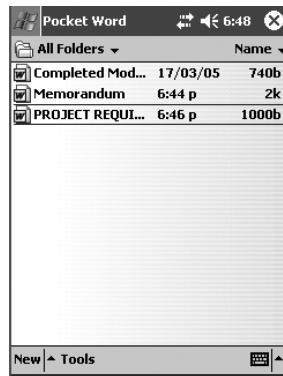 Pocket Word 6:48
All Folders Name
Completed Mod... 17/03/05 740b
Memorandum 6:44 p 2k
PROJECT REQUI... 6:46 p 1000b
New Tools